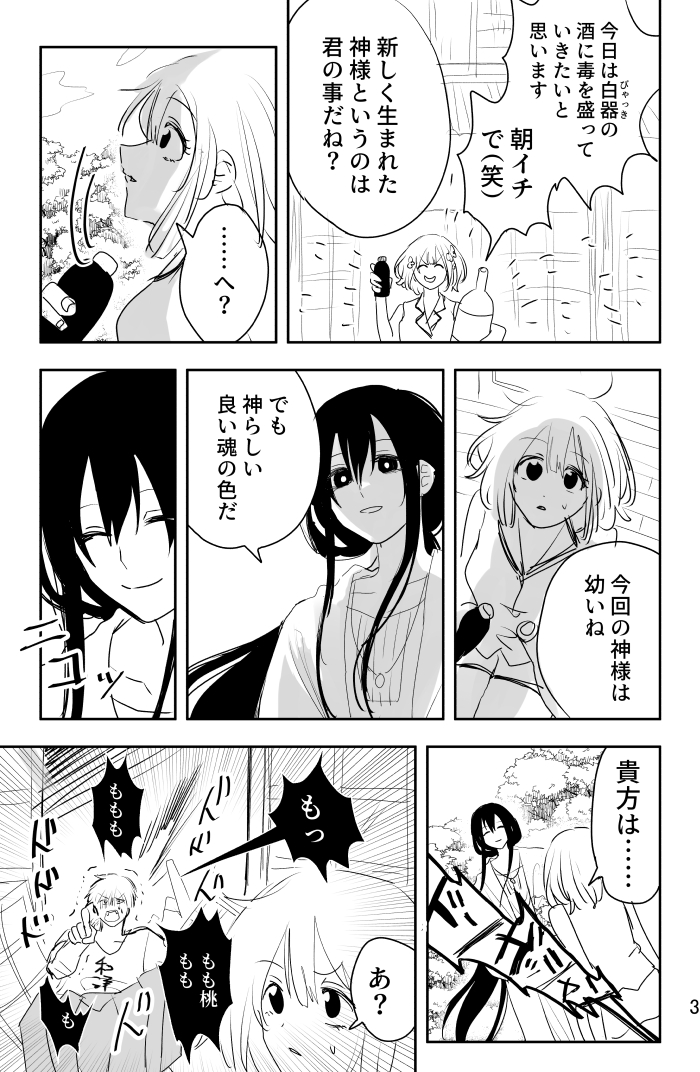 今日は白器の
びゃっき
酒に毒を盛って
いきたいと
思います
朝イチ
で(笑)
新しく生まれた
神様というのは
君の事だね?
……へ?
今回の神様は
幼いね
でも
神らしい
良い魂の色だ
ニコッ
貴方は……
もっ
ももも
もも桃
もも
も
あ?
3